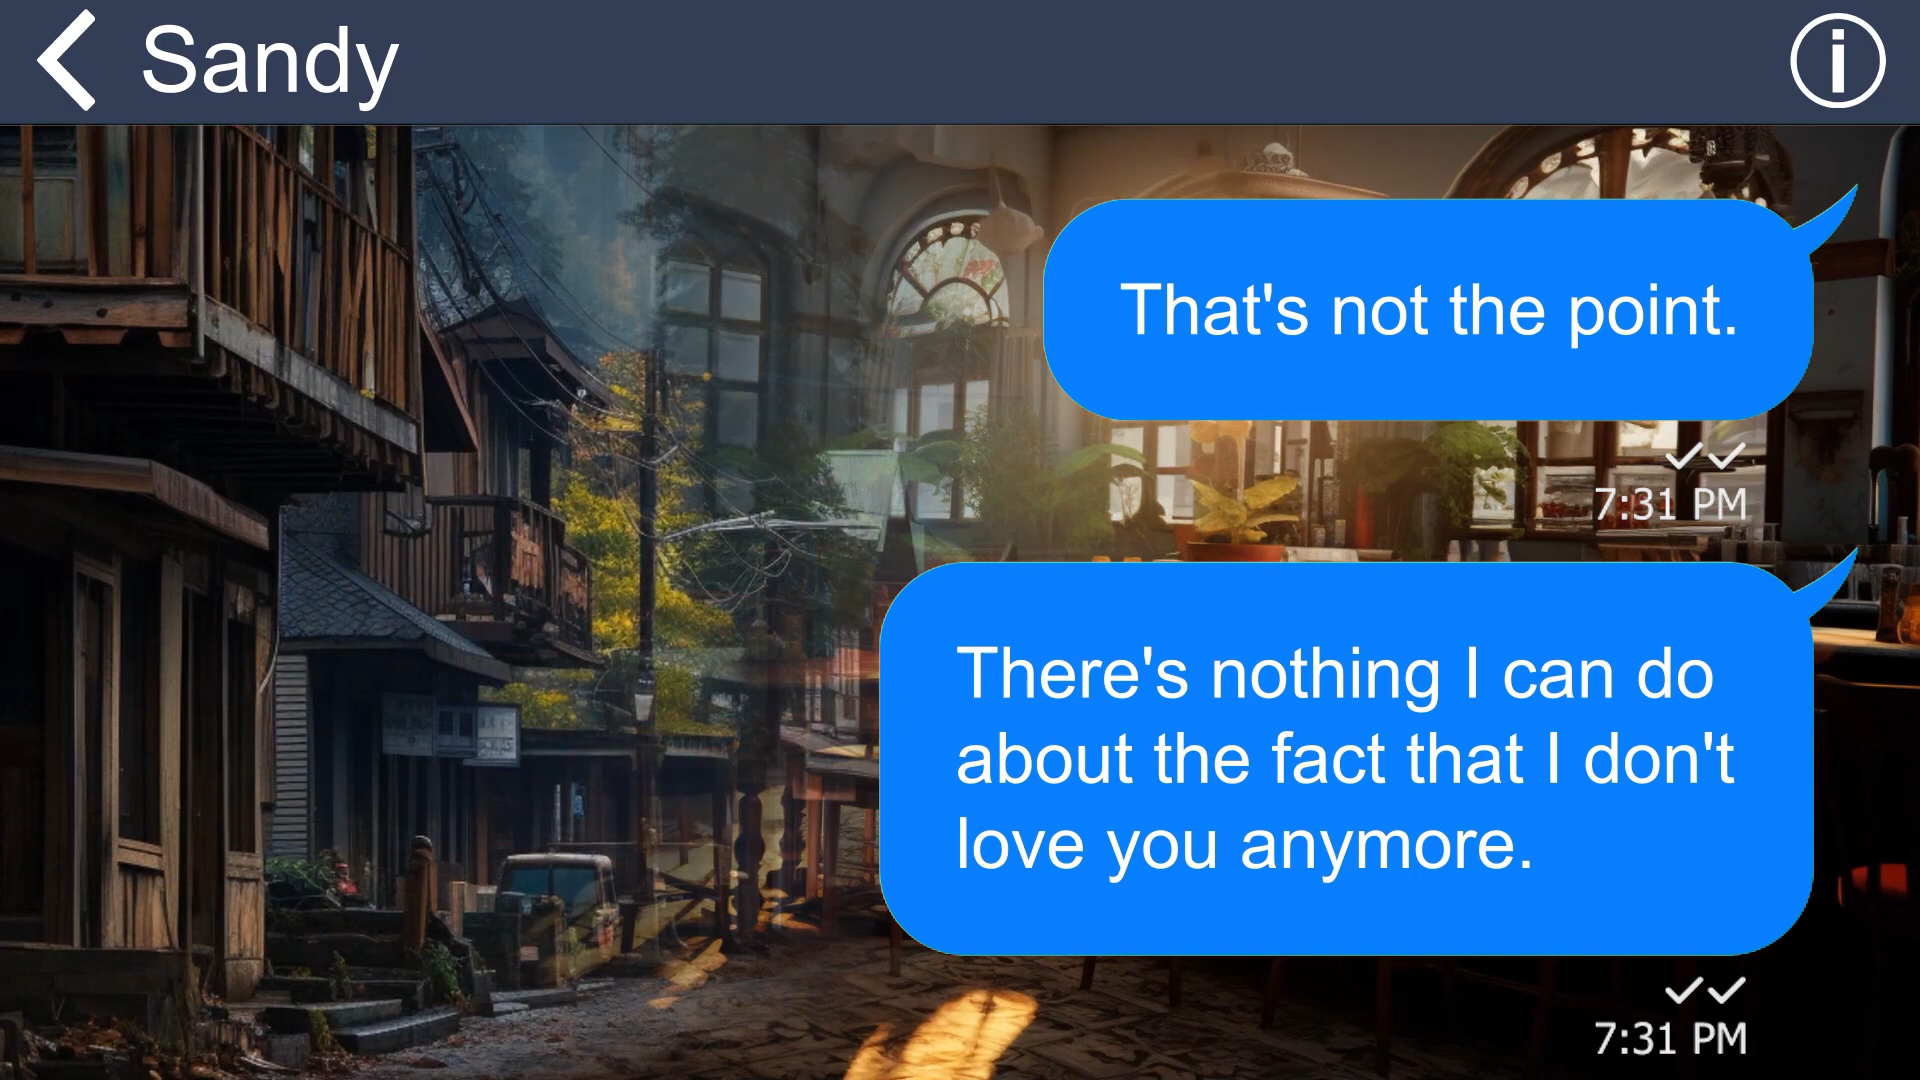 Sandy
That's not the point.
7:31 PM
There's nothing I can do
about the fact that I don't
love you anymore.
7:31 PM